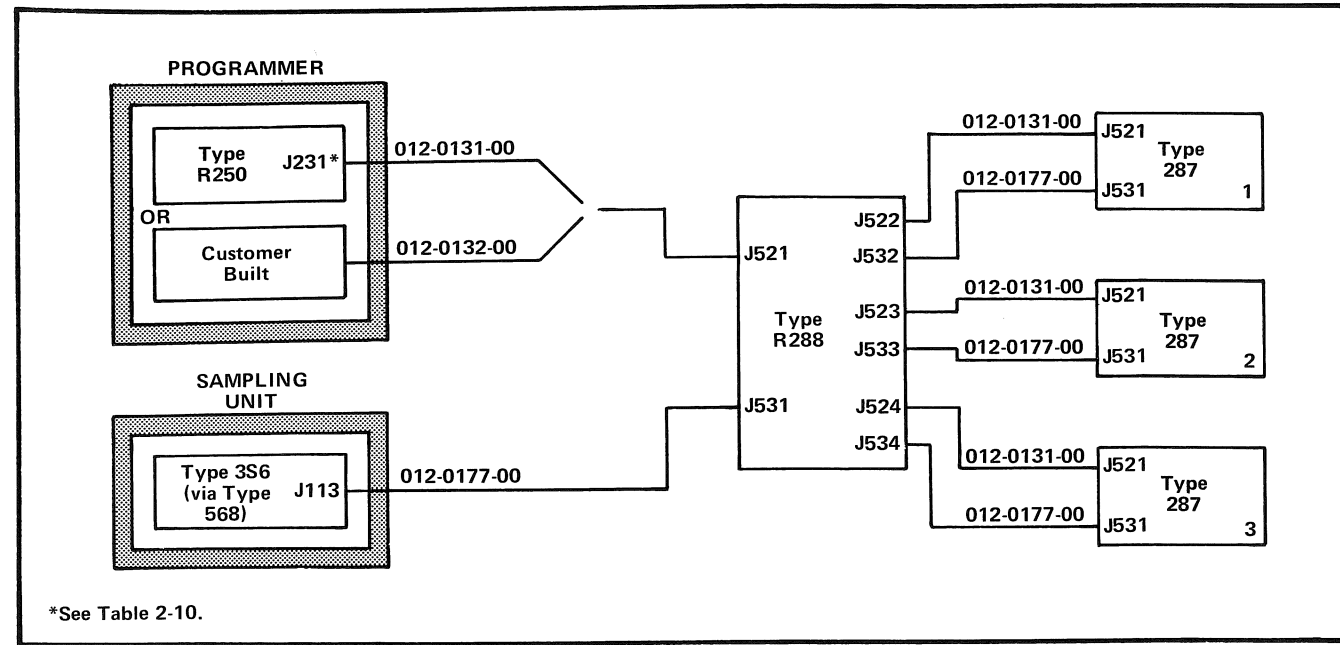 PROGRAMMER
Type
R250
J231*
012-0131-00
OR
Customer
Built
012-0132-00
SAMPLING
UNIT
Type 3S6
(via Type
568)
J113
012-0177-00
J521
J531
Type
R288
J522
J532
J523
J533
J524
J534
012-0131-00
012-0177-00
J521
J531
Type
287
1
012-0131-00
012-0177-00
J521
J531
Type
287
2
012-0131-00
012-0177-00
J521
J531
Type
287
3
*See Table 2-10.